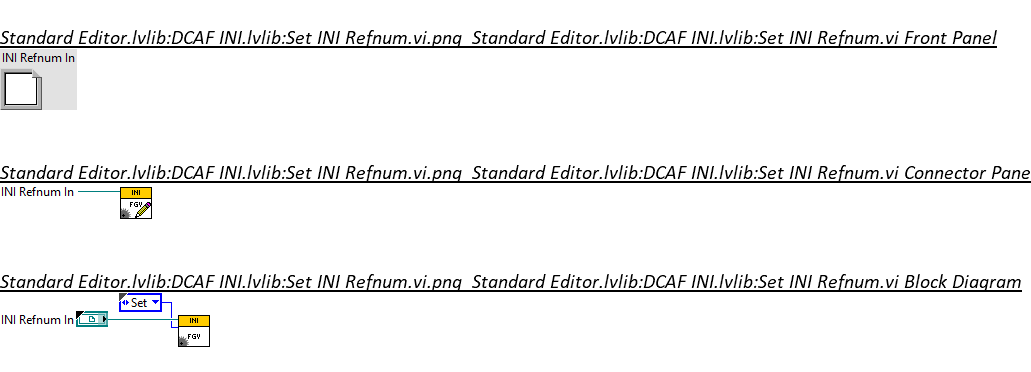 Standard Editor.lvlib:DCAF INI.lvlib:Set INI Refnum.vi.png  Standard Editor.lvlib:DCAF INI.lvlib:Set INI Refnum.vi Front Panel
INI Refnum In
Standard Editor.lvlib:DCAF INI.lvlib:Set INI Refnum.vi.png  Standard Editor.lvlib:DCAF INI.lvlib:Set INI Refnum.vi Connector Pane
INI Refnum In
INI
FGV
Standard Editor.lvlib:DCAF INI.lvlib:Set INI Refnum.vi.png  Standard Editor.lvlib:DCAF INI.lvlib:Set INI Refnum.vi Block Diagram
Set
INI Refnum In
INI
FGV